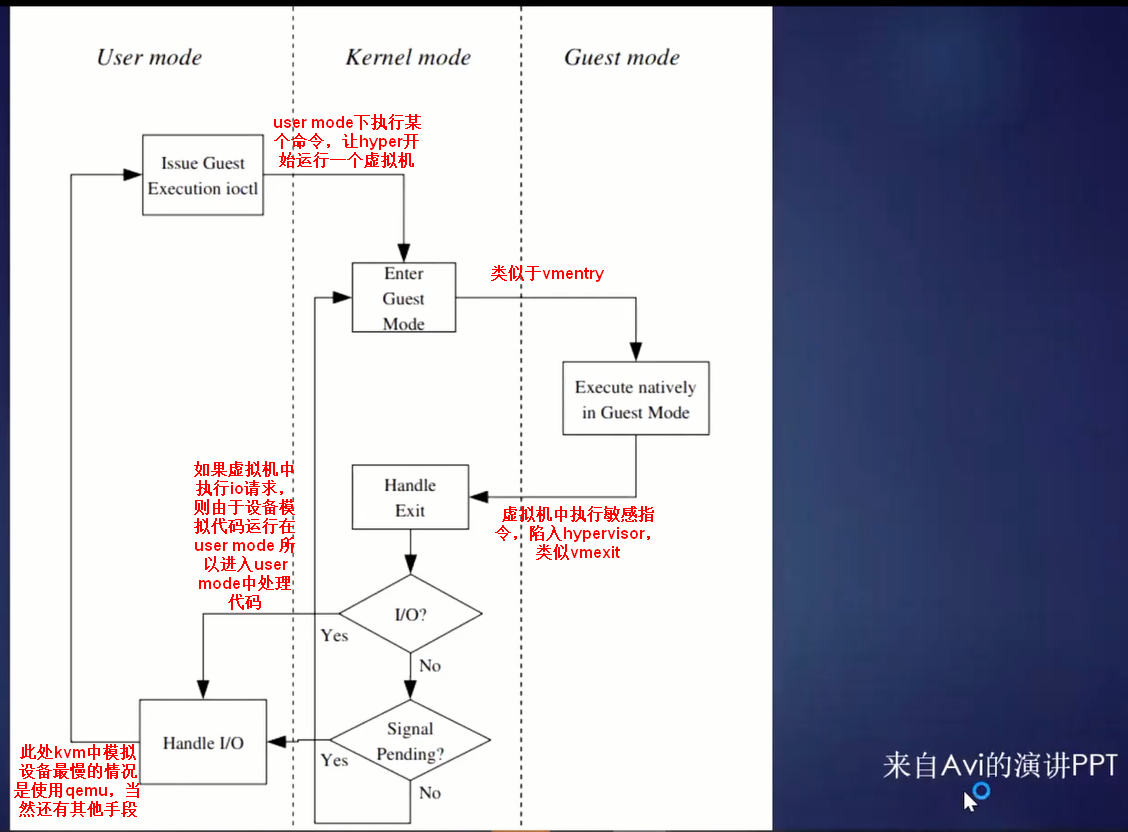 User mode
Kernel mode
Guest mode
user mode下执行某
个命令，让hyper开
始运行一个虚拟机
Issue Guest
Execution ioctl
Enter
Guest
Mode
类似于vmentry
Execute natively
in Guest Mode
如果虚拟机中
执行io请求，
则由于设备模
拟代码运行在
user mode 所
以进入user
mode中处理
代码
Handle
Exit
虚拟机中执行敏感指
令，陷入hypervisor，
类似vmexit
I/O?
Yes
No
Handle I/O
Signal
Pending?
Yes
No
此处kvm中模拟
设备最慢的情况
是使用qemu，当
然还有其他手段
来自Avi的演讲PPT